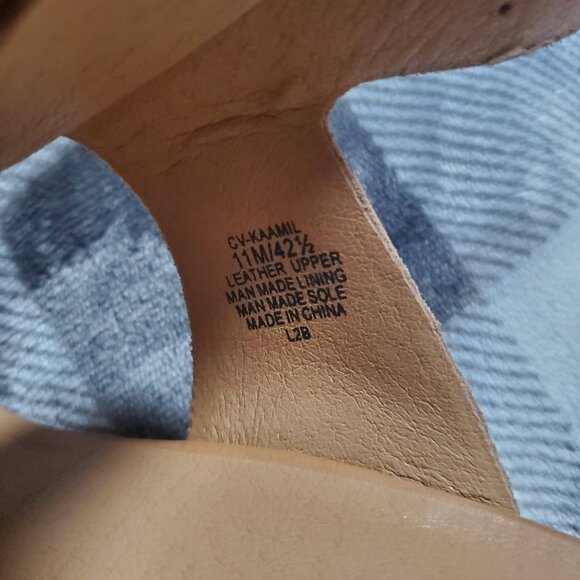 CV-KAAMIL
11M/42½
LEATHER UPPER
MAN MADE LINING
MAN MADE SOLE
MADE IN CHINA
L2B